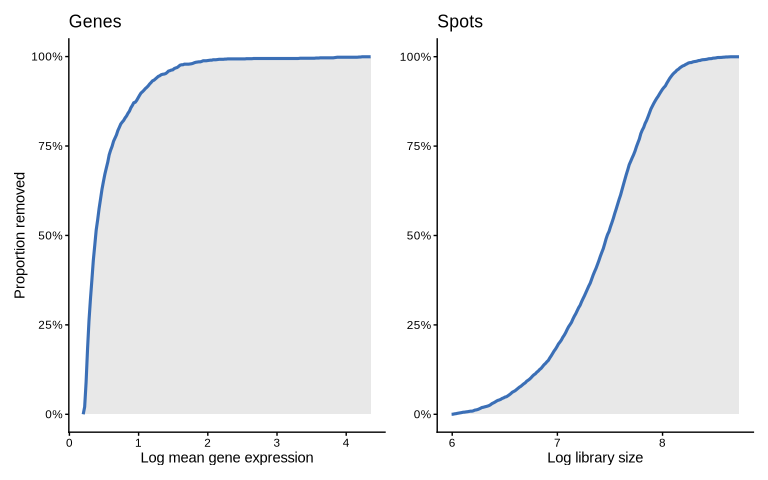 Genes
Spots
Proportion removed
100%
75%
50%
25%
0%
0 1 2 3 4
Log mean gene expression
100%
75%
50%
25%
0%
6 7 8
Log library size